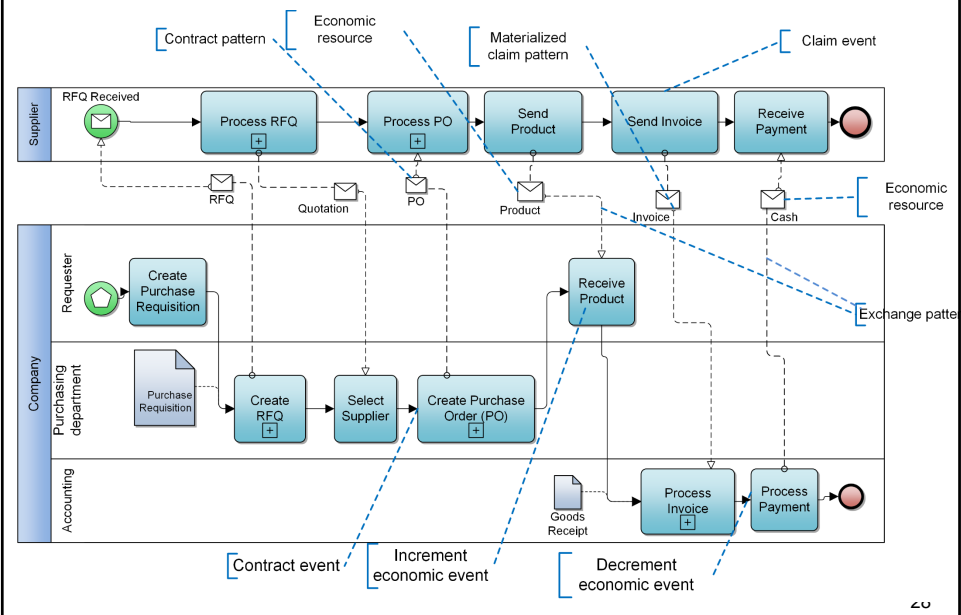 Contract pattern
Economic
resource
Materialized
claim pattern
Claim event
Supplier
RFQ Received
Process RFQ
Process PO
Send
Product
Send Invoice
Receive
Payment
RFQ
Quotation
PO
Product
Invoice
Cash
Economic
resource
Company
Requester
Create
Purchase
Requisition
Receive
Product
Exchange patter
Purchasing
department
Purchase
Requisition
Create
RFQ
Select
Supplier
Create Purchase
Order (PO)
Accounting
Goods
Receipt
Process
Invoice
Process
Payment
Contract event
Increment
economic event
Decrement
economic event